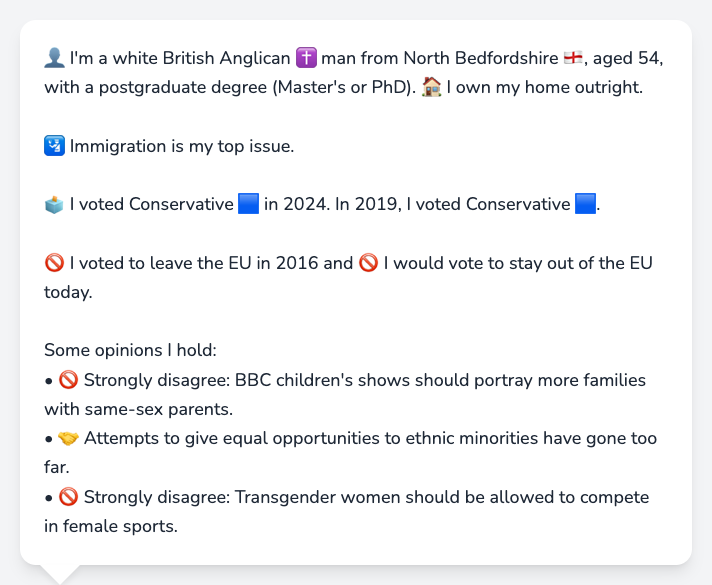 👤 I'm a white British Anglican ✝️ man from North Bedfordshire 🏴󠁧󠁢󠁥󠁮󠁧󠁿, aged 54,
with a postgraduate degree (Master's or PhD). 🏠 I own my home outright.
🛂 Immigration is my top issue.
🗳️ I voted Conservative 🟦 in 2024. In 2019, I voted Conservative 🟦.
🚫 I voted to leave the EU in 2016 and 🚫 I would vote to stay out of the EU
today.
Some opinions I hold:
• 🚫 Strongly disagree: BBC children's shows should portray more families
with same-sex parents.
• 🤝 Attempts to give equal opportunities to ethnic minorities have gone too
far.
• 🚫 Strongly disagree: Transgender women should be allowed to compete
in female sports.